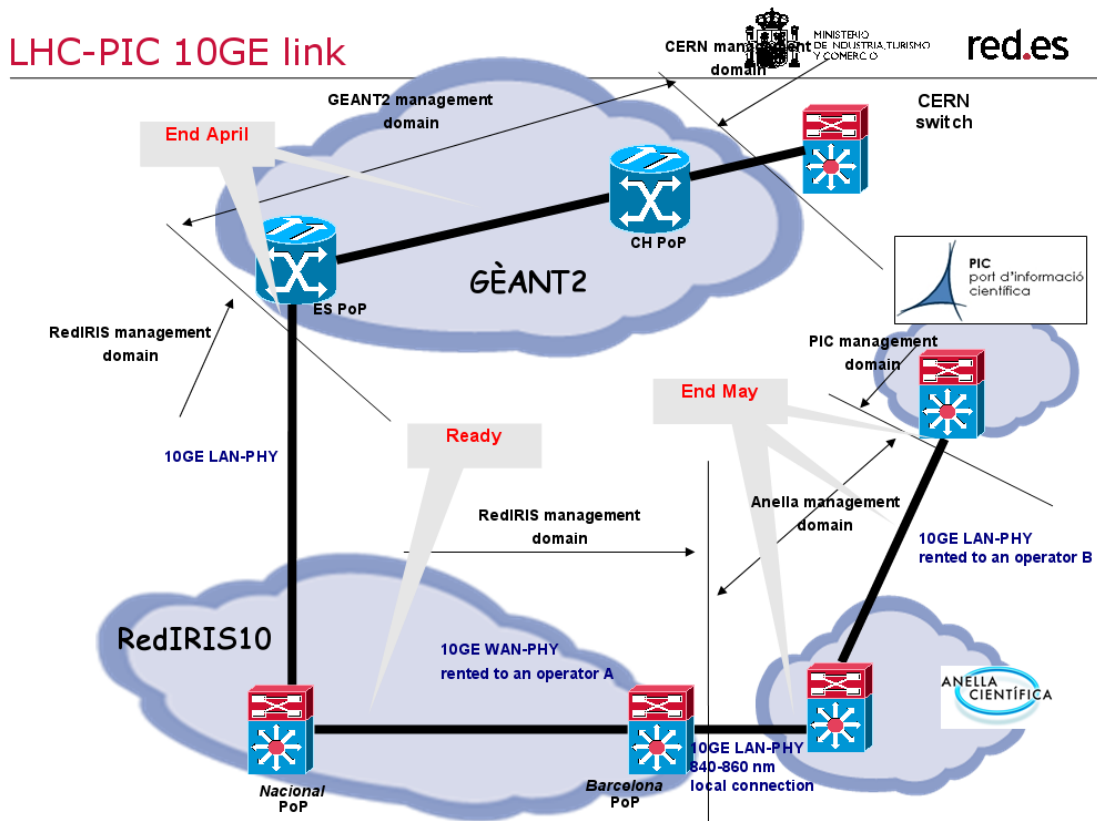 LHC-PIC 10GE link
MINISTERIO
DE INDUSTRIA, TURISMO
Y COMERCIO
red.es
CERN management
domain
GEANT2 management
domain
CERN
switch
End April
CH PoP
GÈANT2
ES PoP
PIC
port d'informació
científica
RedIRIS management
domain
PIC management
domain
End May
Ready
10GE LAN-PHY
RedIRIS management
domain
Anella management
domain
10GE LAN-PHY
rented to an operator B
RedIRIS10
10GE WAN-PHY
rented to an operator A
ANELLA
CIENTÍFICA
10GE LAN-PHY
840-860 nm
local connection
Nacional
PoP
Barcelona
PoP